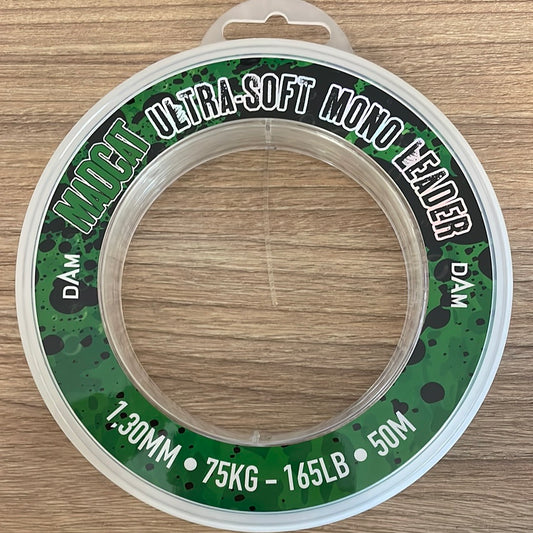 MADCAT ULTRA-SOFT MONO LEADER
DAM
DAM
1,30MM • 75KG – 165LB • 50M